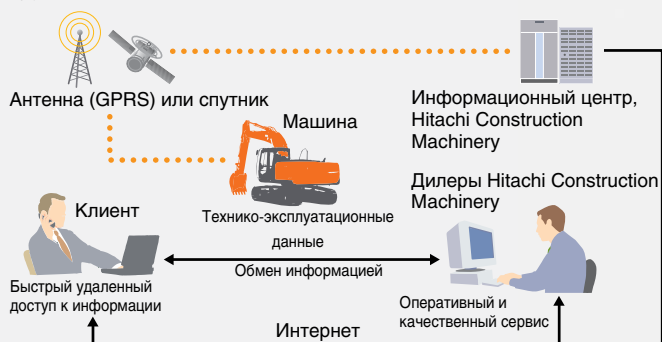 Антенна (GPRS) или спутник
Информационный центр,
Hitachi Construction
Machinery
Машина
Дилеры Hitachi Construction
Machinery
Клиент
Технико-эксплуатационные
данные
Обмен информацией
Быстрый удаленный
доступ к информации
Оперативный и
качественный сервис
Интернет